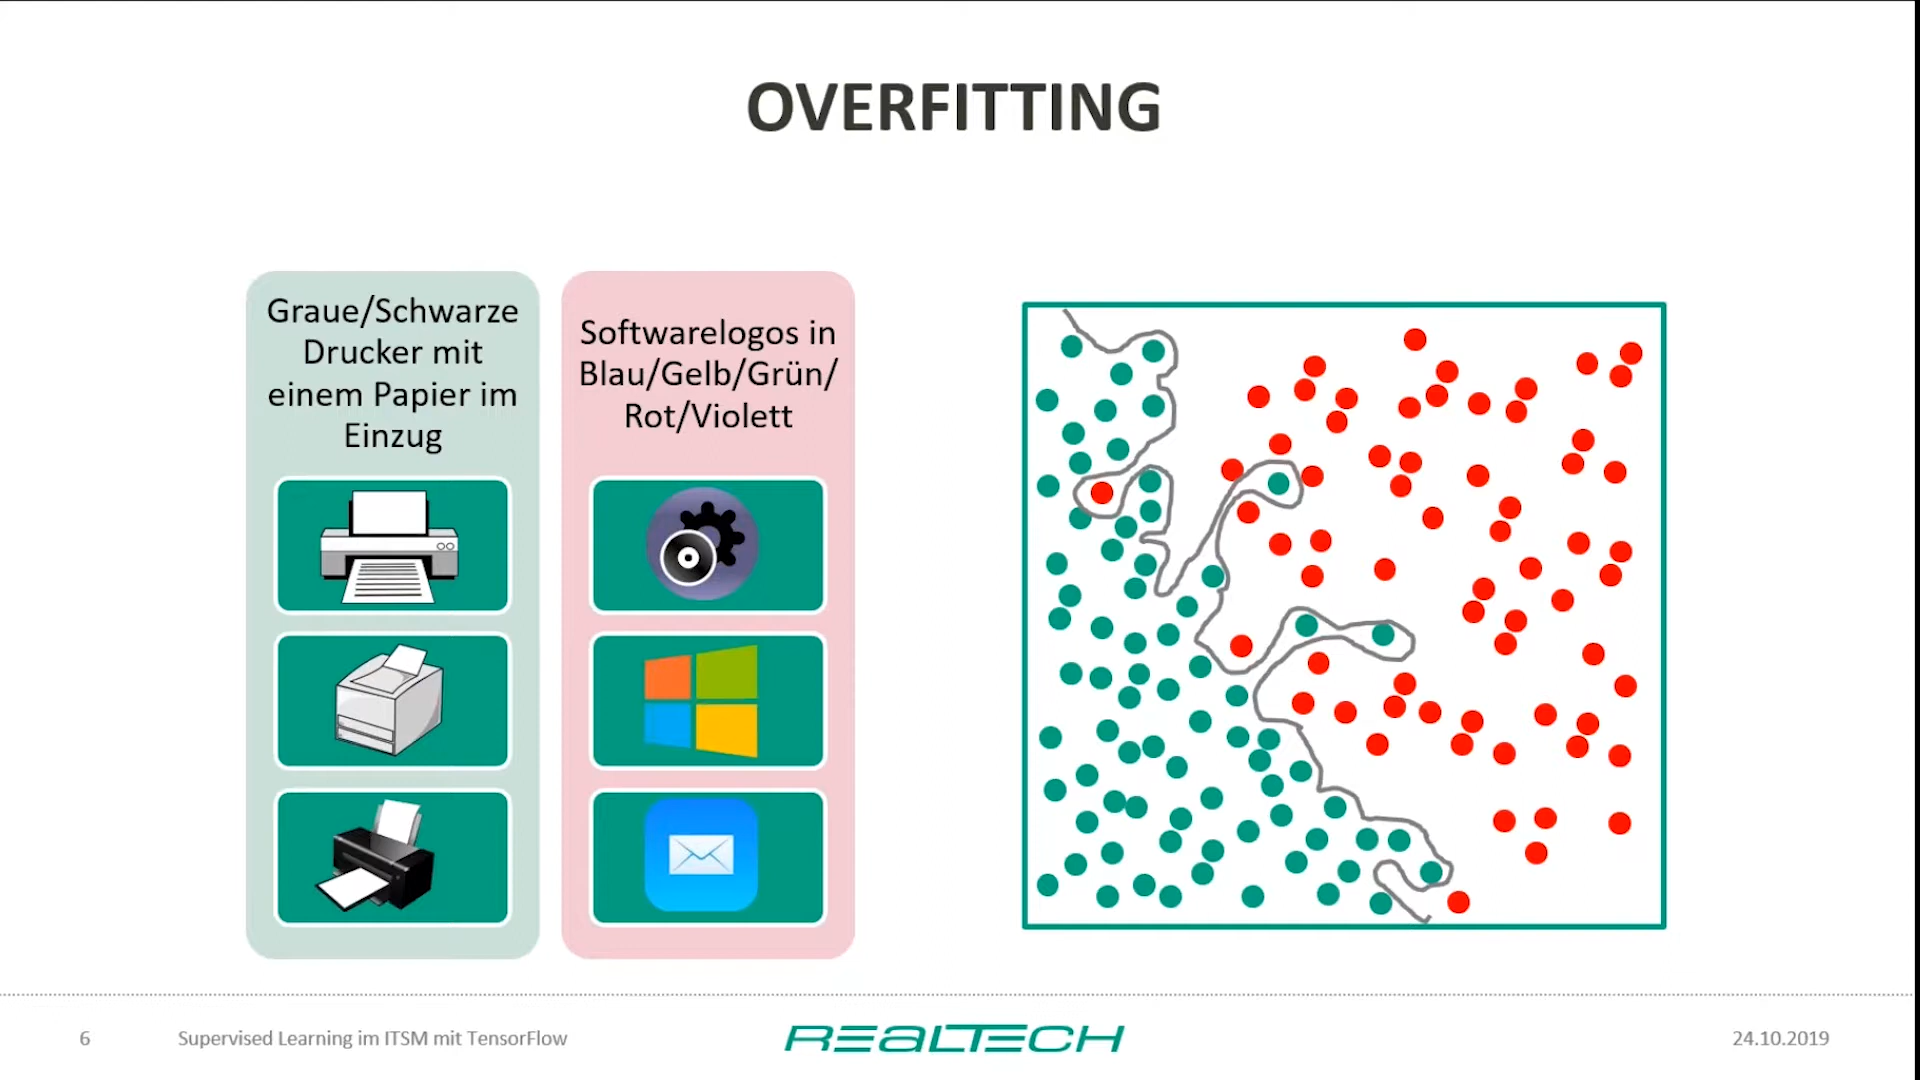 OVERFITTING
Graue/Schwarze
Drucker mit
einem Papier im
Einzug
Softwarelogos in
Blau/Gelb/Grün/
Rot/Violett
6
Supervised Learning im ITSM mit TensorFlow
REALTECH
24.10.2019